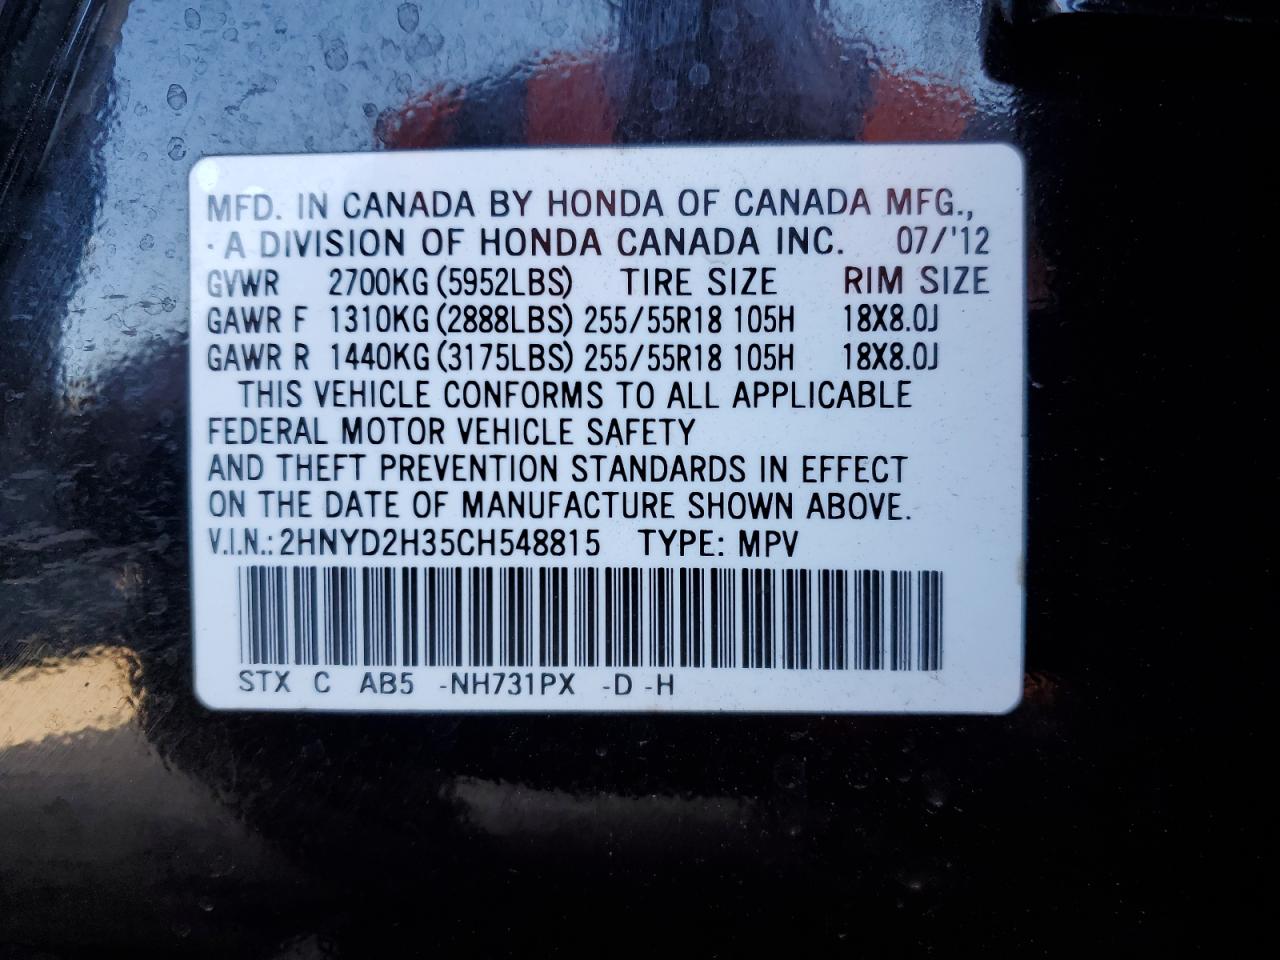 MFD. IN CANADA BY HONDA OF CANADA MFG.,
· A DIVISION OF HONDA CANADA INC. 07/'12
GVWR 2700KG (5952LBS) TIRE SIZE RIM SIZE
GAWR F 1310KG (2888LBS) 255/55R18 105H 18X8.0J
GAWR R 1440KG (3175LBS) 255/55R18 105H 18X8.0J
THIS VEHICLE CONFORMS TO ALL APPLICABLE
FEDERAL MOTOR VEHICLE SAFETY
AND THEFT PREVENTION STANDARDS IN EFFECT
ON THE DATE OF MANUFACTURE SHOWN ABOVE.
V.I.N.: 2HNYD2H35CH548815 TYPE: MPV
STX C AB5 -NH731PX -D -H